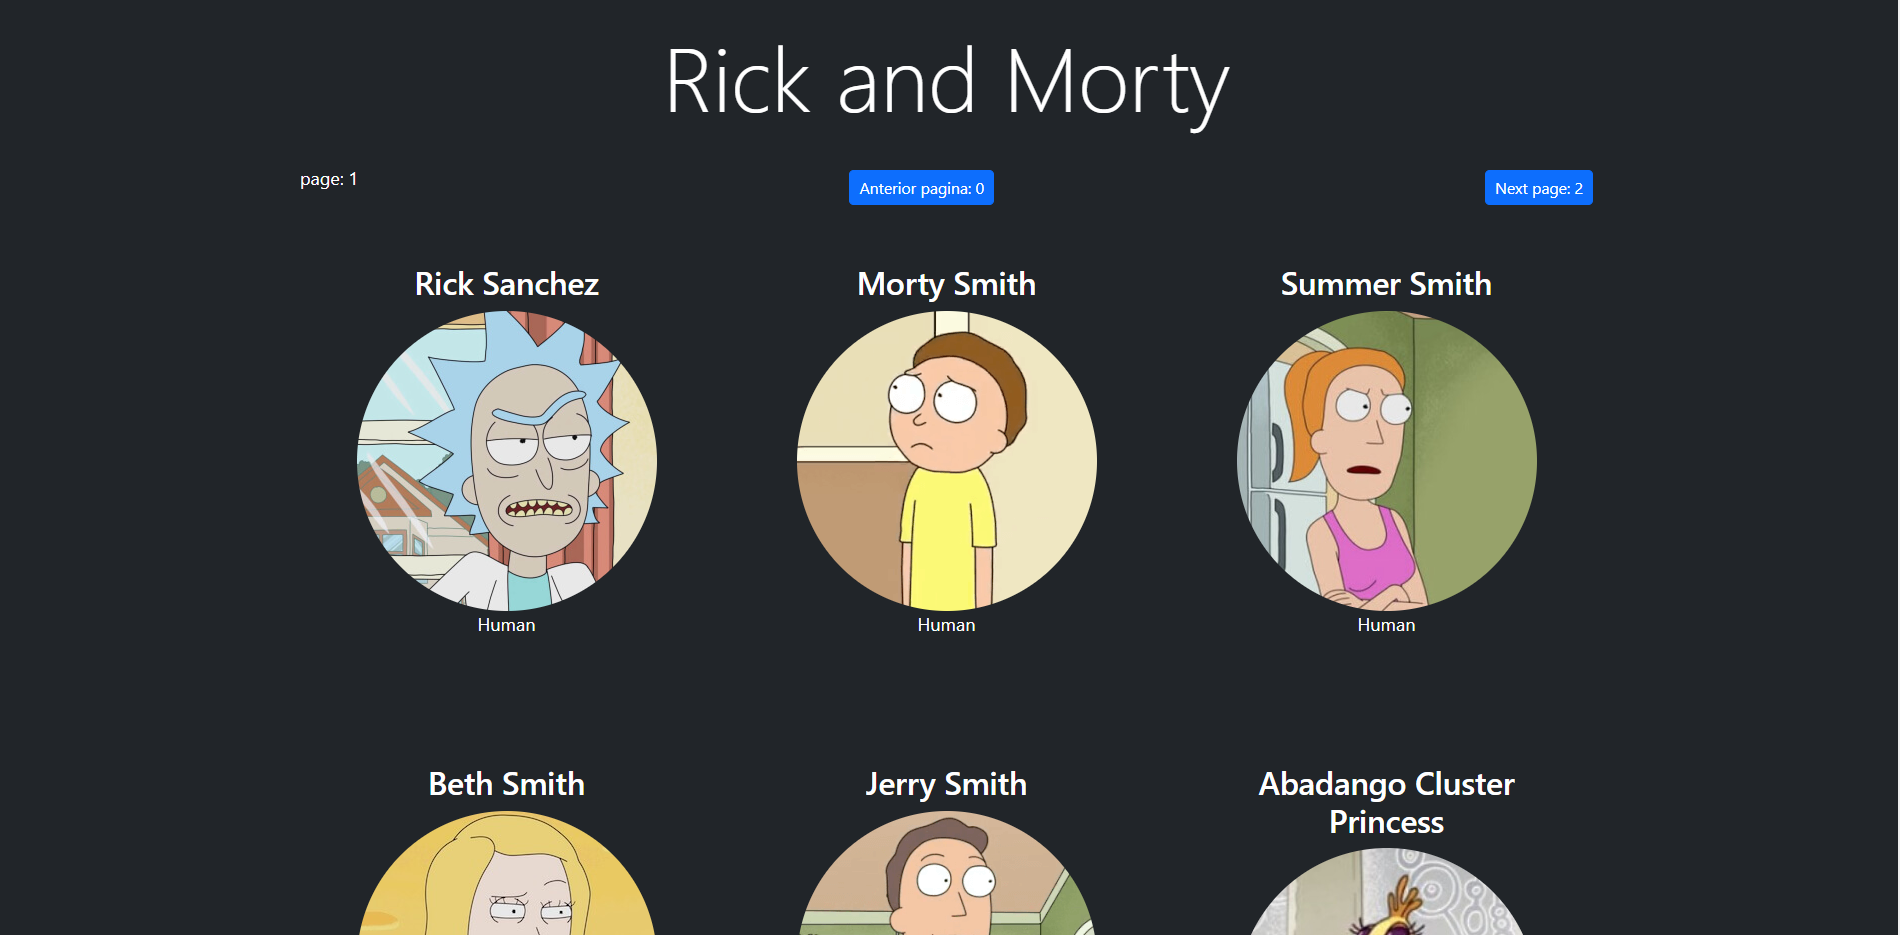 Rick and Morty
page: 1
Anterior pagina: 0
Next page: 2
Rick Sanchez
Morty Smith
Summer Smith
Human
Human
Human
Beth Smith
Jerry Smith
Abadango Cluster
Princess